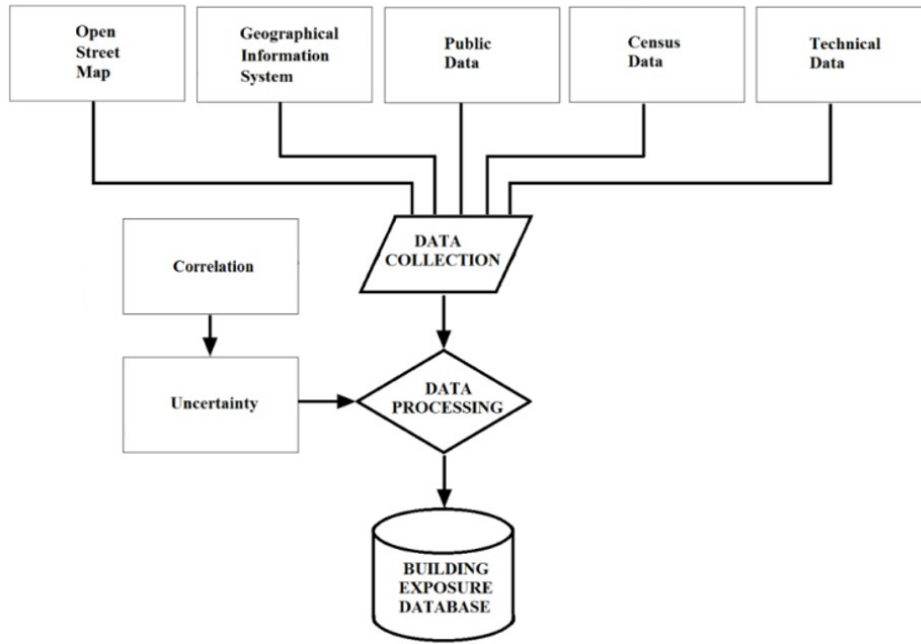 Open
Street
Map
Geographical
Information
System
Public
Data
Census
Data
Technical
Data
DATA
COLLECTION
Correlation
Uncertainty
DATA
PROCESSING
BUILDING
EXPOSURE
DATABASE